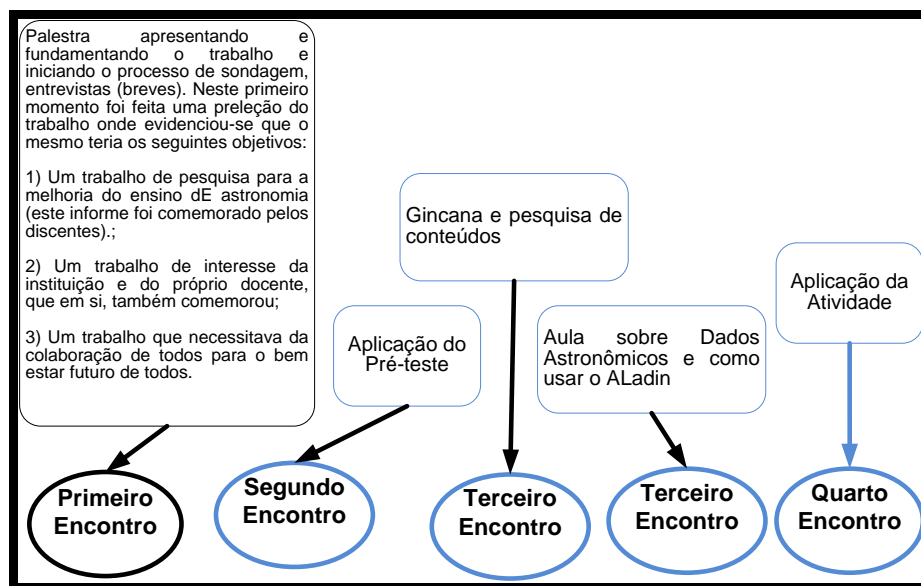 Palestra apresentando e
fundamentando o trabalho e
iniciando o processo de sondagem,
entrevistas (breves). Neste primeiro
momento foi feita uma preleção do
trabalho onde evidenciou-se que o
mesmo teria os seguintes objetivos:
1) Um trabalho de pesquisa para a
melhoria do ensino dE astronomia
(este informe foi comemorado pelos
discentes).;
2) Um trabalho de interesse da
instituição e do próprio docente,
que em si, também comemorou;
3) Um trabalho que necessitava da
colaboração de todos para o bem
estar futuro de todos.
Aplicação do
Pré-teste
Gincana e pesquisa de
conteúdos
Aula sobre Dados
Astronômicos e como
usar o ALadin
Aplicação da
Atividade
Primeiro
Encontro
Segundo
Encontro
Terceiro
Encontro
Terceiro
Encontro
Quarto
Encontro